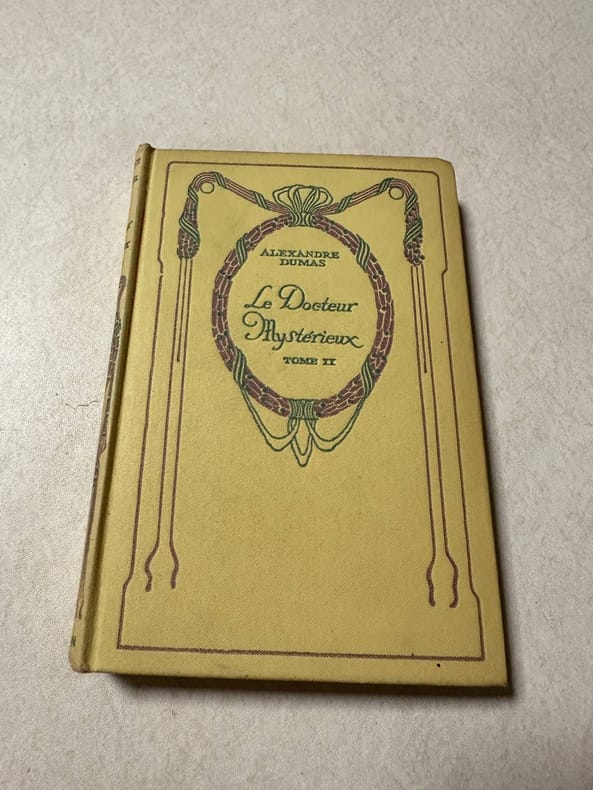 ALEXANDRE
DUMAS
Le Docteur
Mystérieux
TOME II